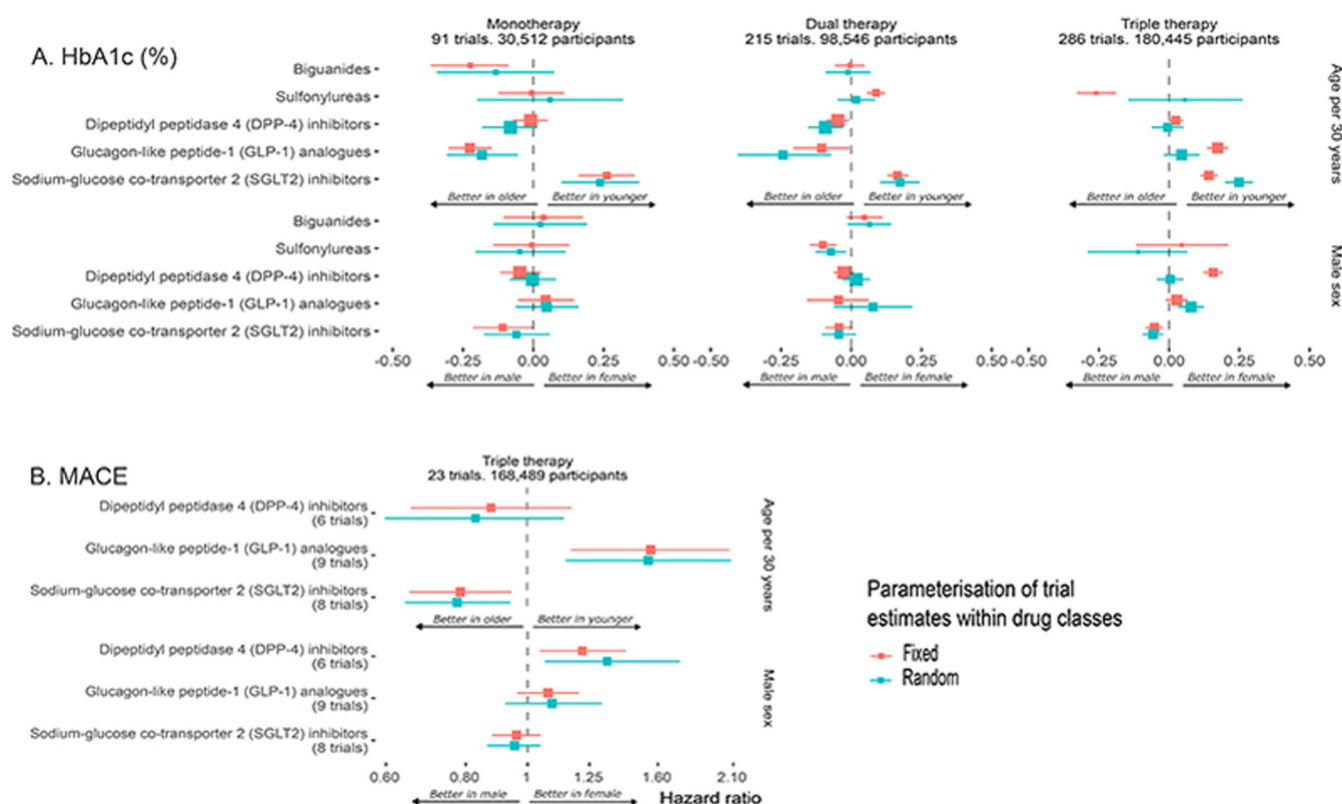 A. HbA1c (%)
Monotherapy
91 trials. 30,512 participants
Dual therapy
215 trials. 98,546 participants
Triple therapy
286 trials. 180,445 participants
Biguanides
Sulfonylureas
Dipeptidyl peptidase 4 (DPP-4) inhibitors
Glucagon-like peptide-1 (GLP-1) analogues
Sodium-glucose co-transporter 2 (SGLT2) inhibitors
Better in older Better in younger Better in older Better in younger Better in older Better in younger
Age per 30 years
Biguanides
Sulfonylureas
Dipeptidyl peptidase 4 (DPP-4) inhibitors
Glucagon-like peptide-1 (GLP-1) analogues
Sodium-glucose co-transporter 2 (SGLT2) inhibitors
Male sex
-0.50 -0.25 0.00 0.25 0.50 -0.50 -0.25 0.00 0.25 0.50 -0.50 -0.25 0.00 0.25 0.50
Better in male Better in female Better in male Better in female Better in male Better in female
B. MACE
Triple therapy
23 trials. 168,489 participants
Dipeptidyl peptidase 4 (DPP-4) inhibitors
(6 trials)
Glucagon-like peptide-1 (GLP-1) analogues
(9 trials)
Sodium-glucose co-transporter 2 (SGLT2) inhibitors
(8 trials)
Better in older Better in younger
Age per 30 years
Dipeptidyl peptidase 4 (DPP-4) inhibitors
(6 trials)
Glucagon-like peptide-1 (GLP-1) analogues
(9 trials)
Sodium-glucose co-transporter 2 (SGLT2) inhibitors
(8 trials)
Male sex
0.60 0.80 1 1.25 1.60 2.10
Better in male Better in female
Hazard ratio
Parameterisation of trial
estimates within drug classes
Fixed
Random